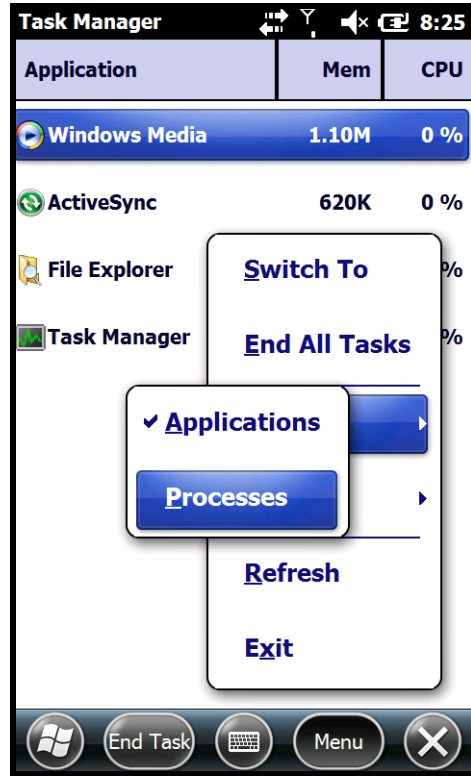 Task Manager 8:25
Application Mem CPU
Windows Media 1.10M 0 %
ActiveSync 620K 0 %
File Explorer %
Task Manager %
Switch To
End All Tasks
Applications
Processes
Refresh
Exit
End Task Menu